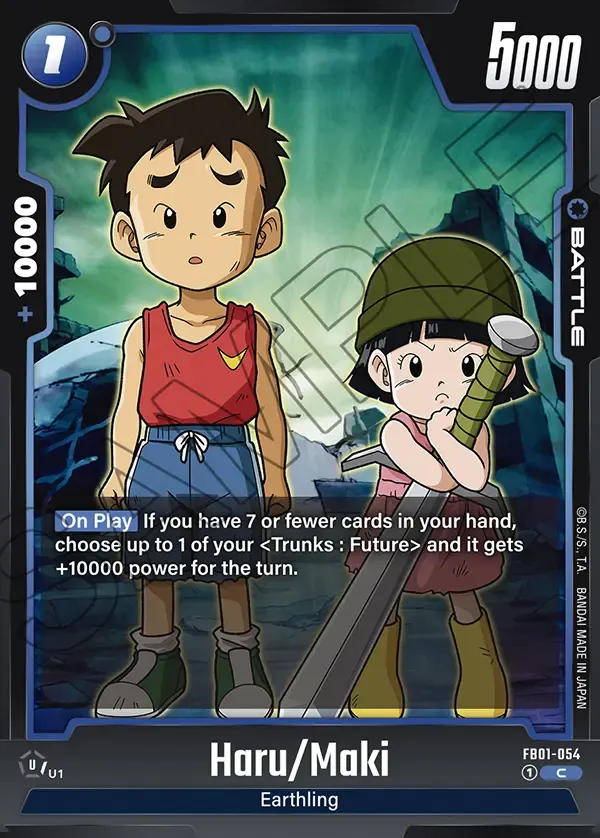 1
5000
+ 10000
BATTLE
SAMPLE
On Play If you have 7 or fewer cards in your hand,
choose up to 1 of your <Trunks : Future> and it gets
+10000 power for the turn.
©B.S./S., T.A. BANDAI MADE IN JAPAN
U/U1
Haru/Maki
FB01-054
1 C
Earthling